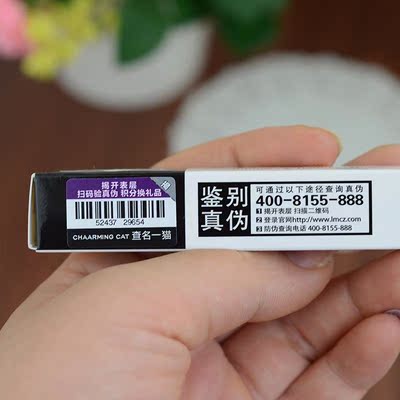 揭开表层
扫码验真伪 积分换礼品
52437 29654
CHAARMING CAT 查名一猫
鉴别
真伪
可通过以下途径查询真伪
400-8155-888
1 揭开表层 扫描二维码
2 登录官网http://www.lmcz.com
3 防伪查询电话 400-8155-888